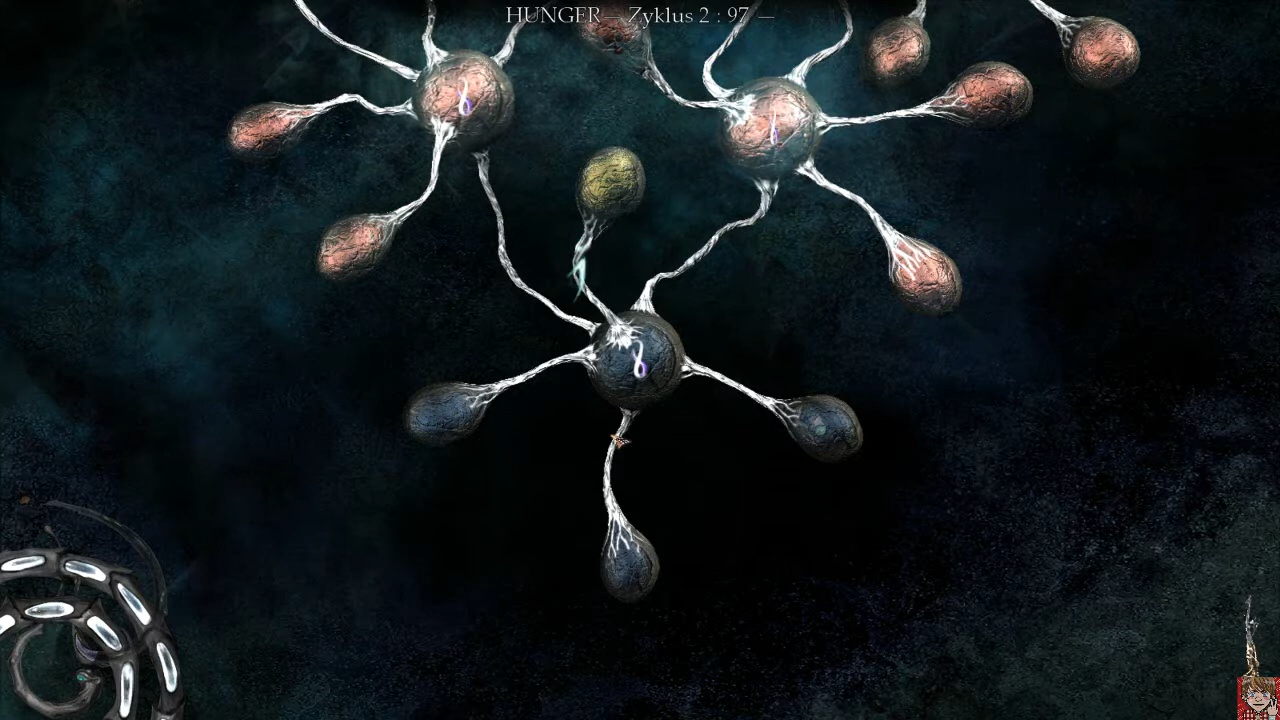 HUNGER — Zyklus 2 : 97 —